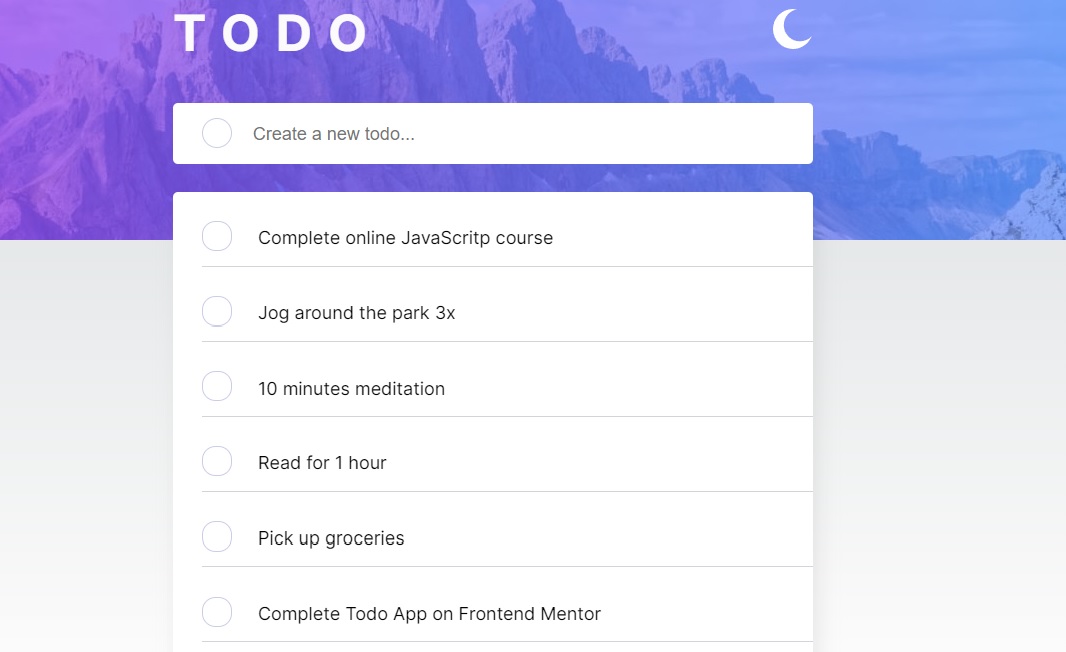 TODO
Create a new todo...
Complete online JavaScritp course
Jog around the park 3x
10 minutes meditation
Read for 1 hour
Pick up groceries
Complete Todo App on Frontend Mentor